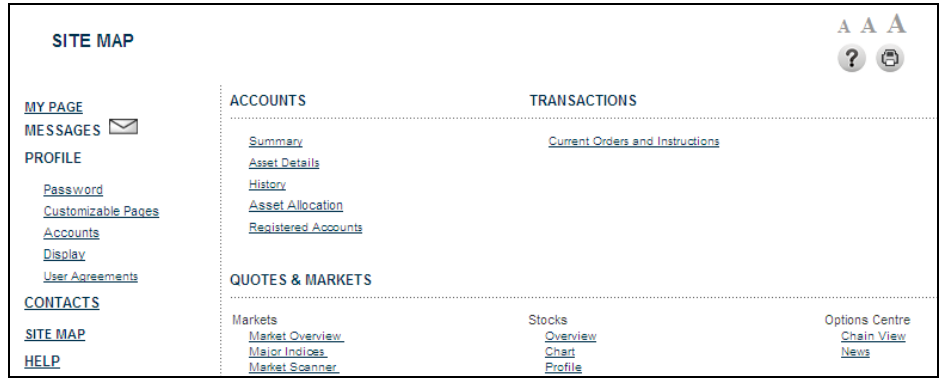 SITE MAP
A A A
?
MY PAGE
MESSAGES
PROFILE
Password
Customizable Pages
Accounts
Display
User Agreements
CONTACTS
SITE MAP
HELP
ACCOUNTS
Summary
Asset Details
History
Asset Allocation
Registered Accounts
TRANSACTIONS
Current Orders and Instructions
QUOTES & MARKETS
Markets
Market Overview
Major Indices
Market Scanner
Stocks
Overview
Chart
Profile
Options Centre
Chain View
News